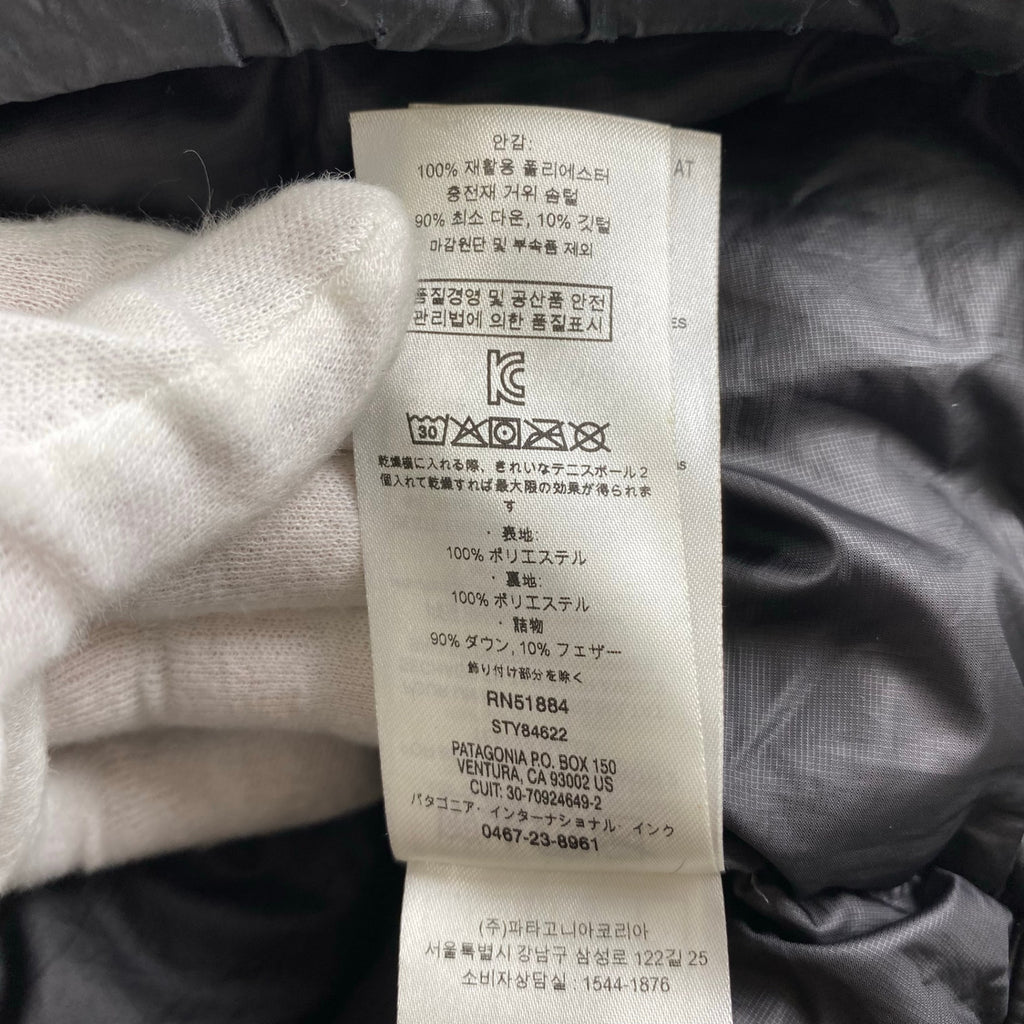 안감:
100% 재활용 폴리에스터
충전재 거위 솜털
90% 최소 다운, 10% 깃털
마감원단 및 부속품 제외
품질경영 및 공산품 안전
관리법에 의한 품질표시
KC
30
乾燥機に入れる際、きれいなテニスボール2
個入れて乾燥すれば最大限の効果が得られま
す
・表地:
100% ポリエステル
・裏地:
100% ポリエステル
・詰物
90% ダウン, 10% フェザー
飾り付け部分を除く
RN51884
STY84622
PATAGONIA P.O. BOX 150
VENTURA, CA 93002 US
CUIT: 30-70924649-2
パタゴニア・インターナショナル・インク
0467-23-8961
(주)파타고니아코리아
서울특별시 강남구 삼성로 122길 25
소비자상담실 : 1544-1876
AT
ES